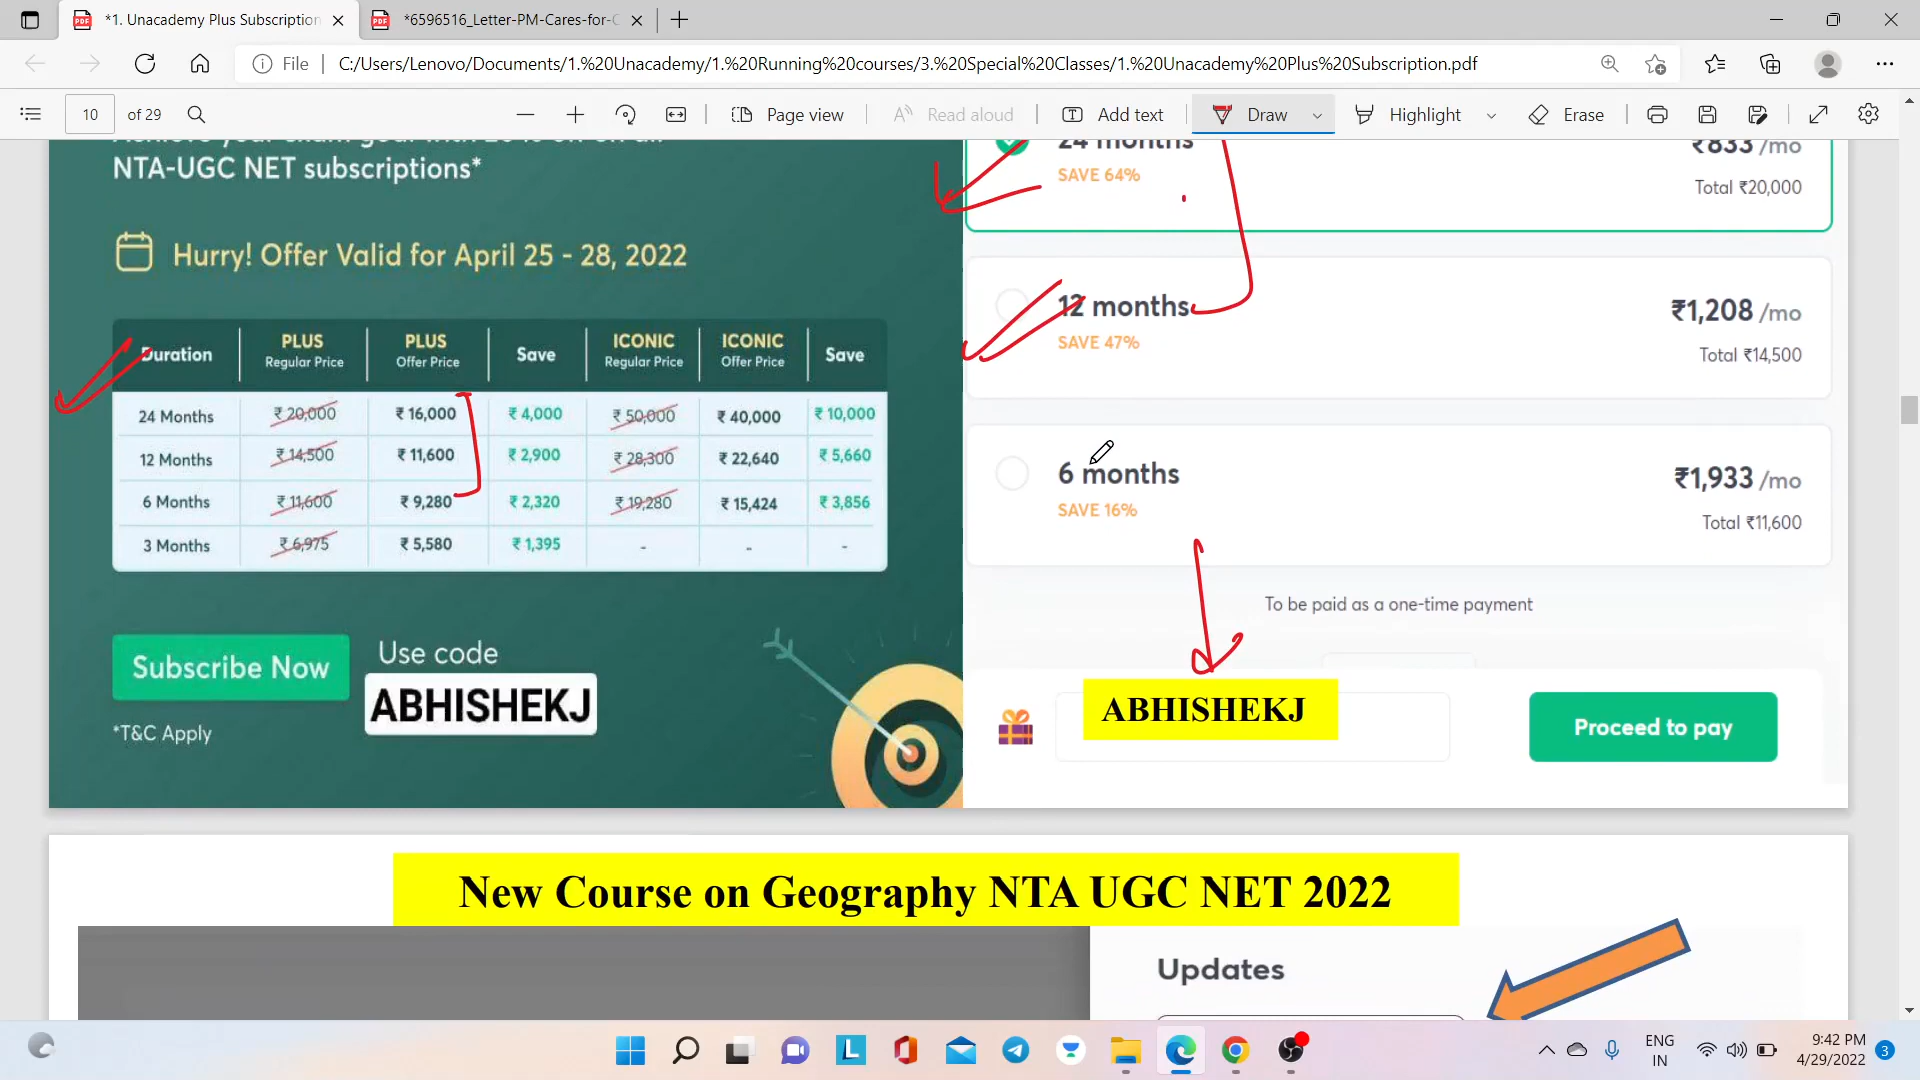 *1. Unacademy Plus Subscription
*6596516_Letter-PM-Cares-for-C
File
C:/Users/Lenovo/Documents/1.%20Unacademy/1.%20Running%20courses/3.%20Special%20Classes/1.%20Unacademy%20Plus%20Subscription.pdf
10 of 29
Page view
Read aloud
Add text
Draw
Highlight
Erase
NTA-UGC NET subscriptions*
Hurry! Offer Valid for April 25 - 28, 2022
Duration PLUS Regular Price PLUS Offer Price Save ICONIC Regular Price ICONIC Offer Price Save
24 Months ₹ 20,000 ₹ 16,000 ₹ 4,000 ₹ 50,000 ₹ 40,000 ₹ 10,000
12 Months ₹ 14,500 ₹ 11,600 ₹ 2,900 ₹ 28,300 ₹ 22,640 ₹ 5,660
6 Months ₹ 11,600 ₹ 9,280 ₹ 2,320 ₹ 19,280 ₹ 15,424 ₹ 3,856
3 Months ₹ 6,975 ₹ 5,580 ₹ 1,395 - - -
Subscribe Now
Use code
ABHISHEKJ
*T&C Apply
24 months ₹833 /mo
SAVE 64% Total ₹20,000
12 months ₹1,208 /mo
SAVE 47% Total ₹14,500
6 months ₹1,933 /mo
SAVE 16% Total ₹11,600
To be paid as a one-time payment
ABHISHEKJ
Proceed to pay
New Course on Geography NTA UGC NET 2022
Updates
ENG
IN
9:42 PM
4/29/2022
3